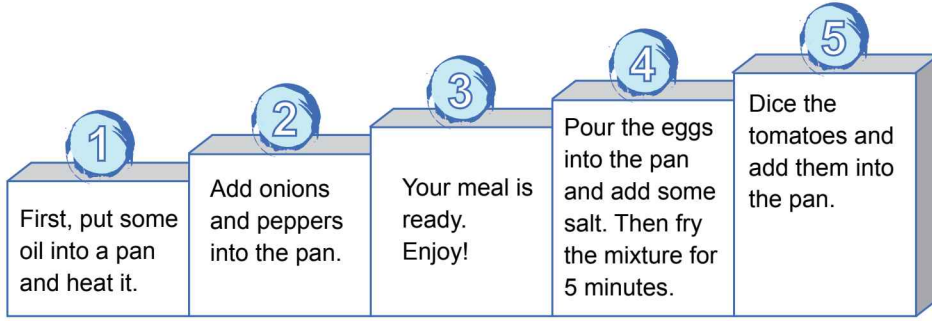 1
First, put some
oil into a pan
and heat it.
2
Add onions
and peppers
into the pan.
3
Your meal is
ready.
Enjoy!
4
Pour the eggs
into the pan
and add some
salt. Then fry
the mixture for
5 minutes.
5
Dice the
tomatoes and
add them into
the pan.